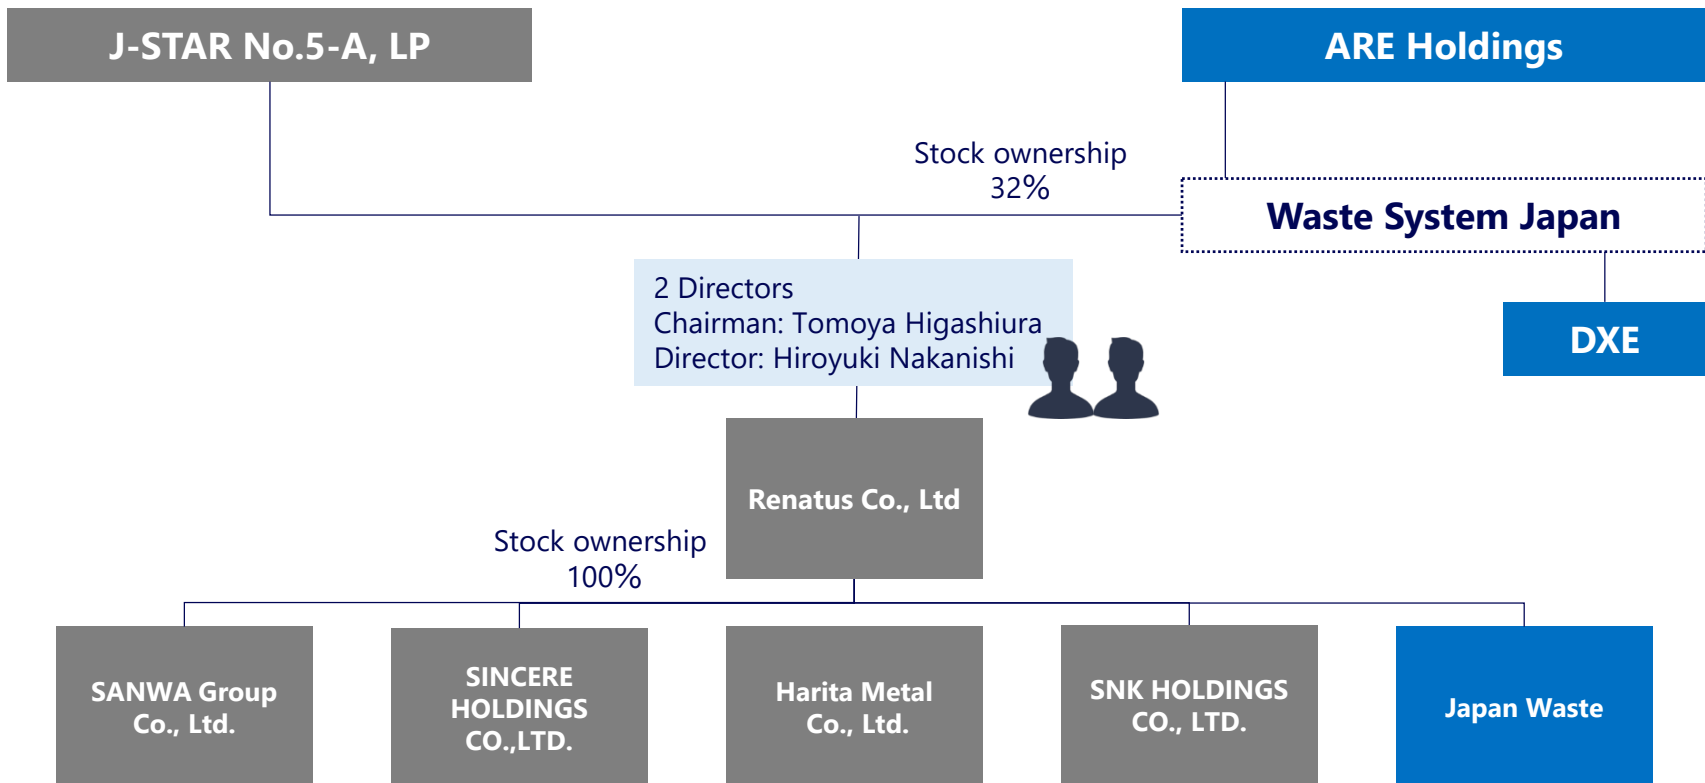 J-STAR No.5-A, LP
ARE Holdings
Stock ownership
32%
Waste System Japan
2 Directors
Chairman: Tomoya Higashiura
Director: Hiroyuki Nakanishi
DXE
Renatus Co., Ltd
Stock ownership
100%
SANWA Group
Co., Ltd.
SINCERE
HOLDINGS
CO.,LTD.
Harita Metal
Co., Ltd.
SNK HOLDINGS
CO., LTD.
Japan Waste